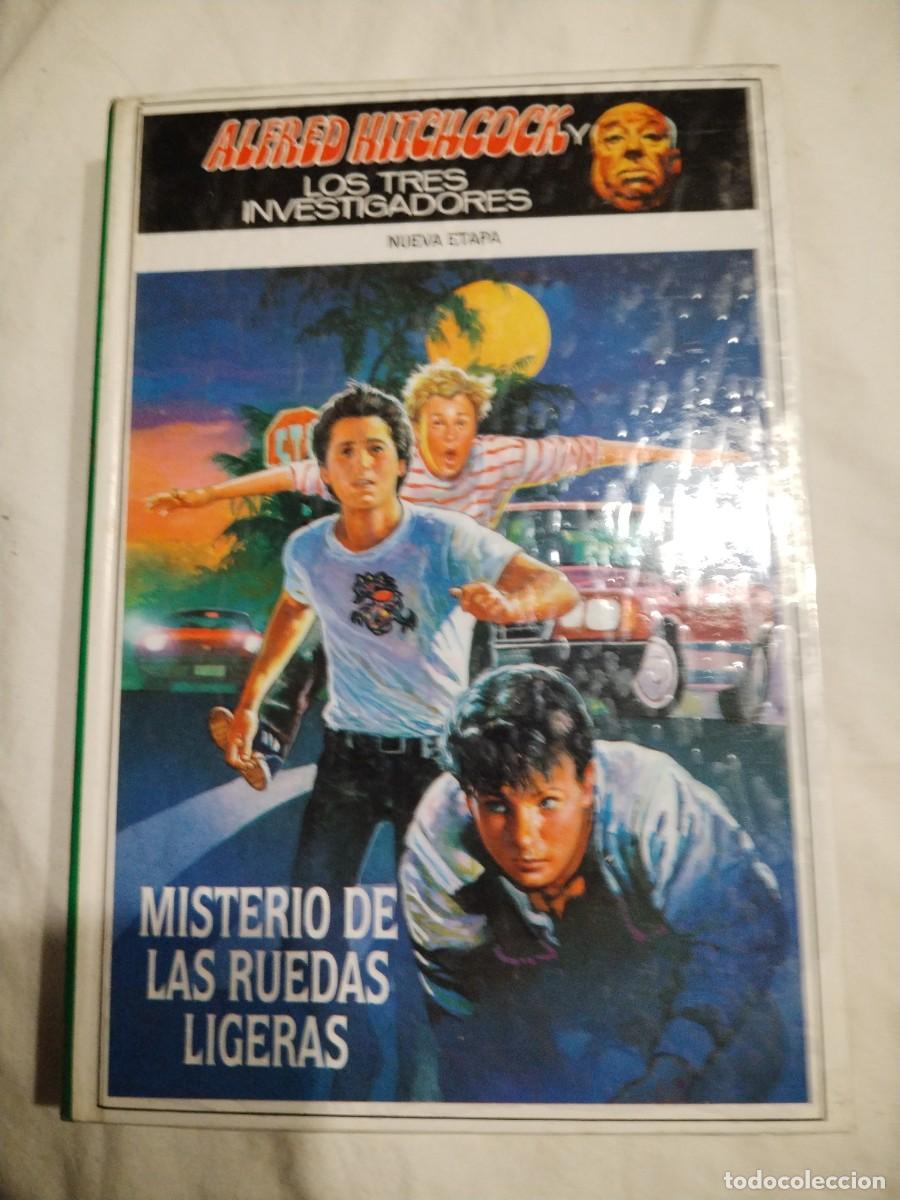 ALFRED HITCHCOCK Y
LOS TRES
INVESTIGADORES
NUEVA ETAPA
MISTERIO DE
LAS RUEDAS
LIGERAS
todocoleccion